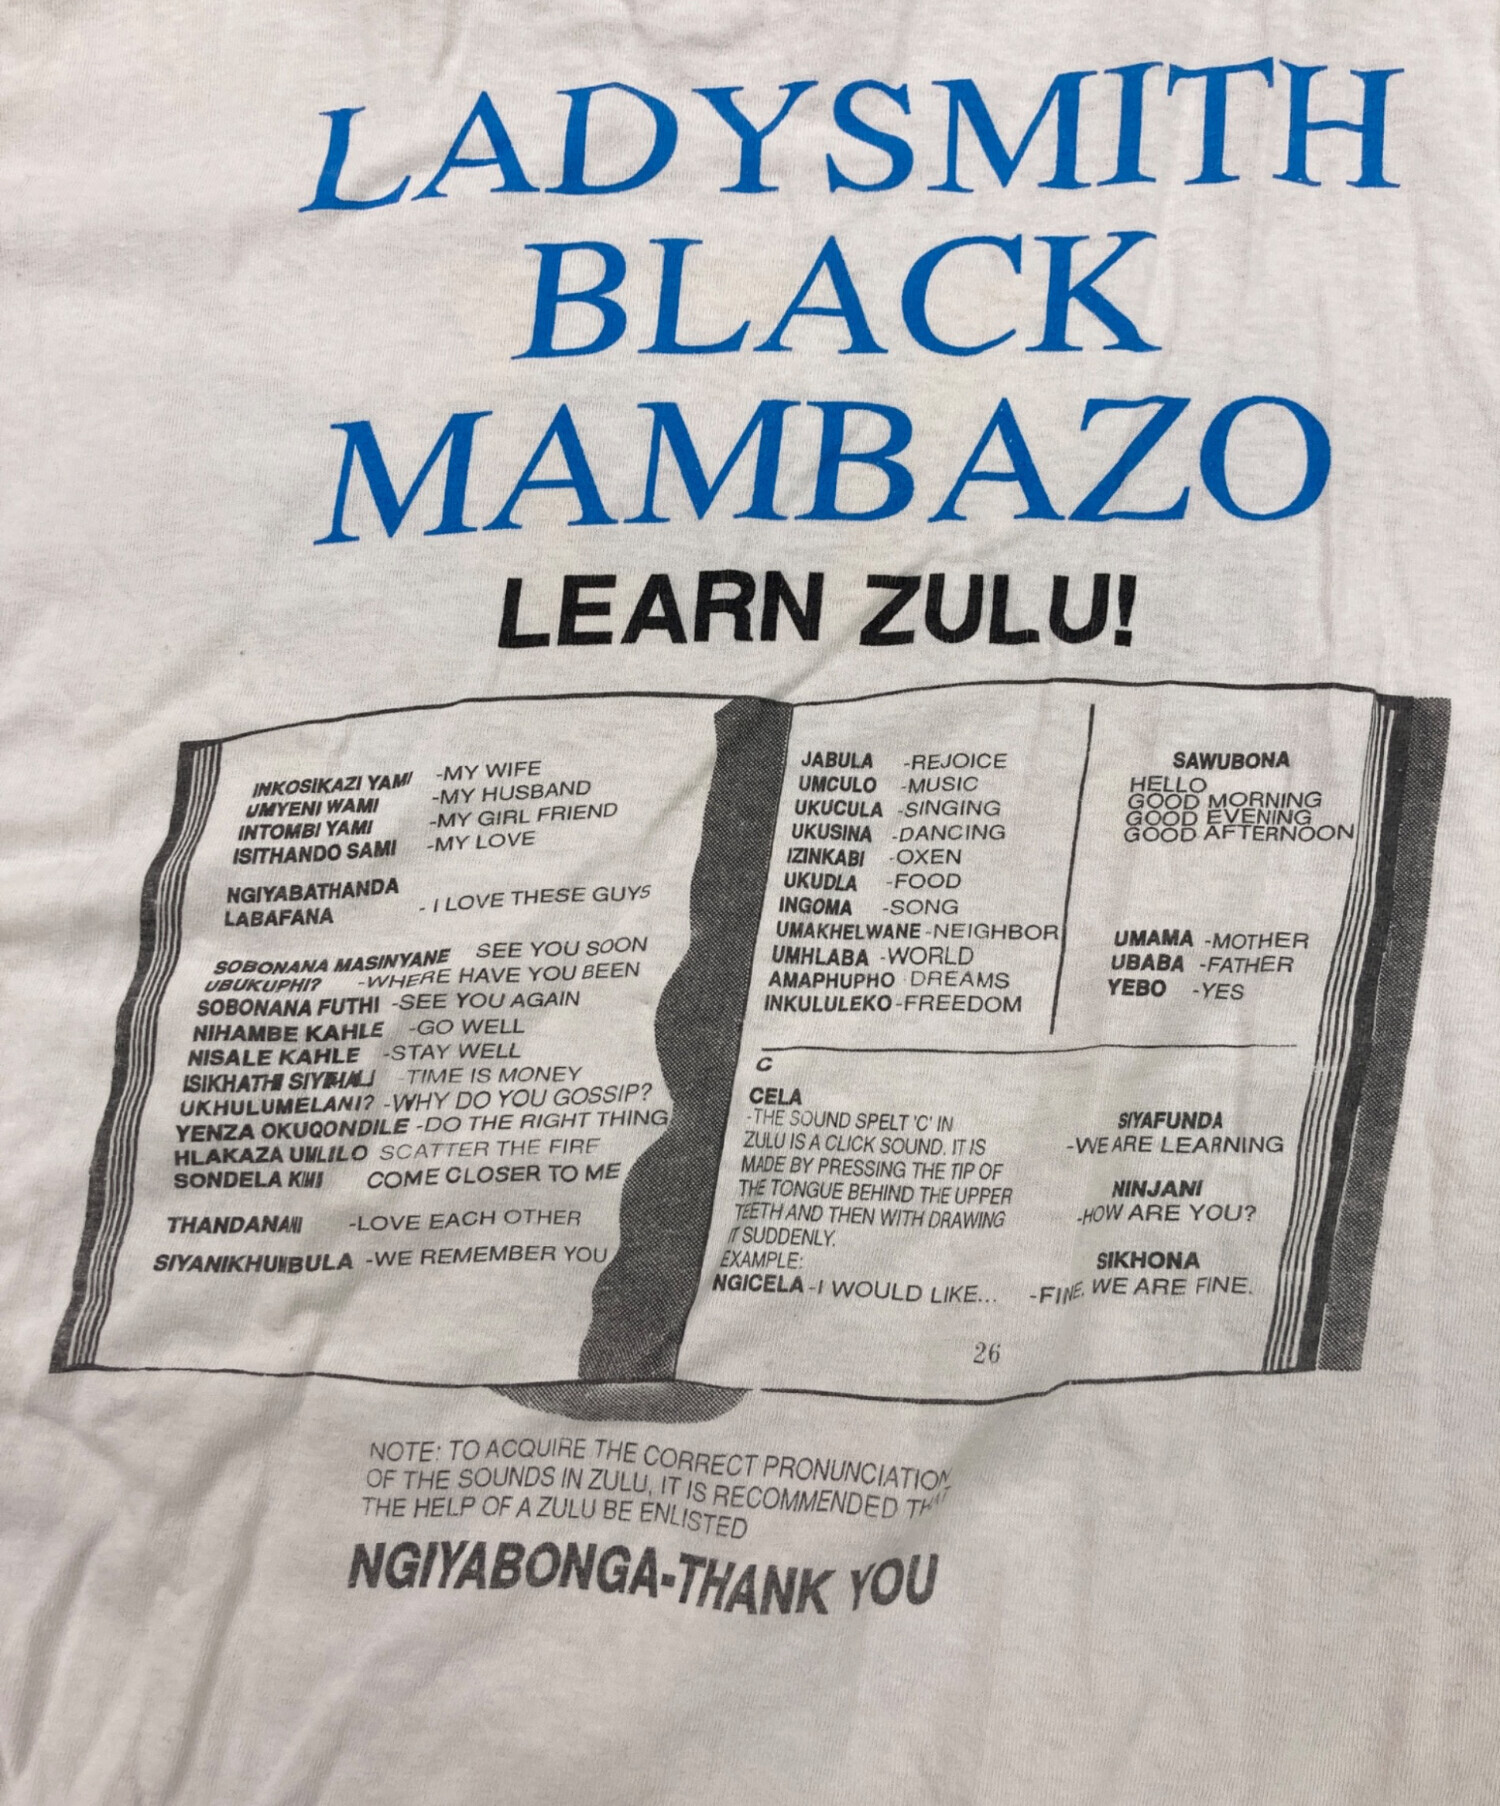 LADYSMITH
BLACK
MAMBAZO
LEARN ZULU!
INKOSIKAZI YAMI -MY WIFE
UMYENI WAMI -MY HUSBAND
INTOMBI YAMI -MY GIRL FRIEND
ISITHANDO SAMI -MY LOVE
NGIYABATHANDA
LABAFANA - I LOVE THESE GUYS
SOBONANA MASINYANE SEE YOU SOON
UBUKUPHI? -WHERE HAVE YOU BEEN
SOBONANA FUTHI -SEE YOU AGAIN
NIHAMBE KAHLE -GO WELL
NISALE KAHLE -STAY WELL
ISIKHATHI -TIME IS MONEY
UKHULUMELANI? -WHY DO YOU GOSSIP?
YENZA OKUQONDILE -DO THE RIGHT THING
HLAKAZA UMLILO SCATTER THE FIRE
SONDELA KIMI COME CLOSER TO ME
THANDANANI -LOVE EACH OTHER
SIYANIKHUMBULA -WE REMEMBER YOU
JABULA -REJOICE
UMCULO -MUSIC
UKUCULA -SINGING
UKUSINA -DANCING
IZINKABI -OXEN
UKUDLA -FOOD
INGOMA -SONG
UMAKHELWANE -NEIGHBOR
UMHLABA -WORLD
AMAPHUPHO - DREAMS
INKULULEKO -FREEDOM
SAWUBONA
HELLO
GOOD MORNING
GOOD EVENING
GOOD AFTERNOON
UMAMA -MOTHER
UBABA -FATHER
YEBO -YES
C
CELA
-THE SOUND SPELT 'C' IN
ZULU IS A CLICK SOUND. IT IS
MADE BY PRESSING THE TIP OF
THE TONGUE BEHIND THE UPPER
TEETH AND THEN WITH DRAWING
IT SUDDENLY.
EXAMPLE:
NGICELA -I WOULD LIKE...
SIYAFUNDA
-WE ARE LEARNING
NINJANI
-HOW ARE YOU?
SIKHONA
-FINE, WE ARE FINE.
26
NOTE: TO ACQUIRE THE CORRECT PRONUNCIATION
OF THE SOUNDS IN ZULU, IT IS RECOMMENDED THAT
THE HELP OF A ZULU BE ENLISTED
NGIYABONGA-THANK YOU